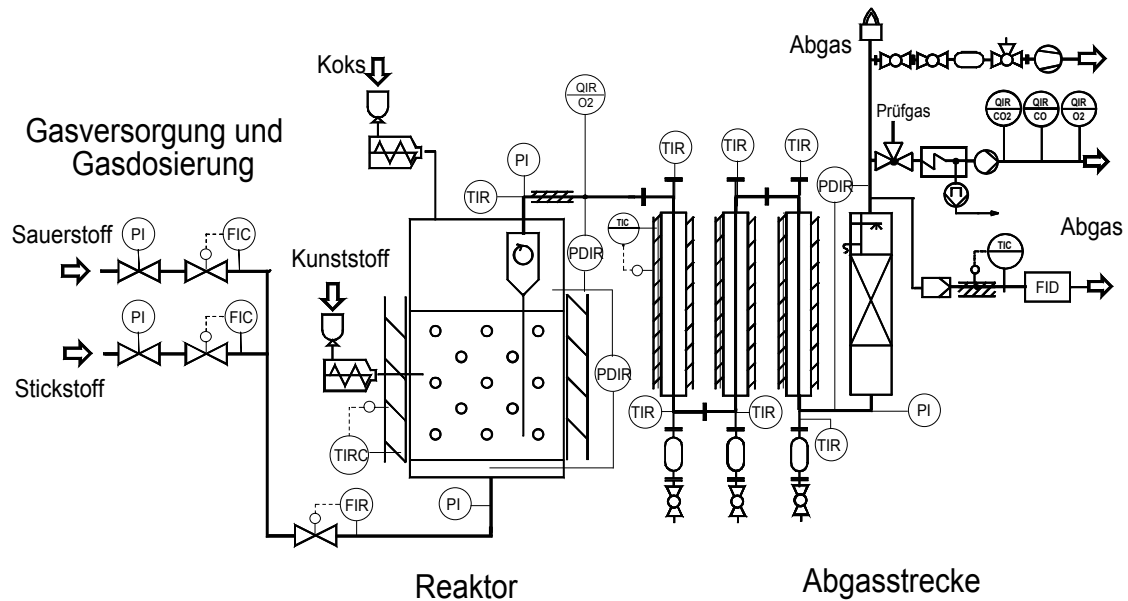 Gasversorgung und
Gasdosierung
Sauerstoff
PI
FIC
Stickstoff
PI
FIC
Koks
Kunststoff
TIRC
FIR
PI
TIR
PI
QIR
O2
PDIR
PDIR
Reaktor
TIR
TIR
TIR
TIC
TIR
TIR
TIR
PI
PDIR
Abgas
Prüfgas
QIR
CO2
QIR
CO
QIR
O2
Abgas
TIC
FID
Abgasstrecke